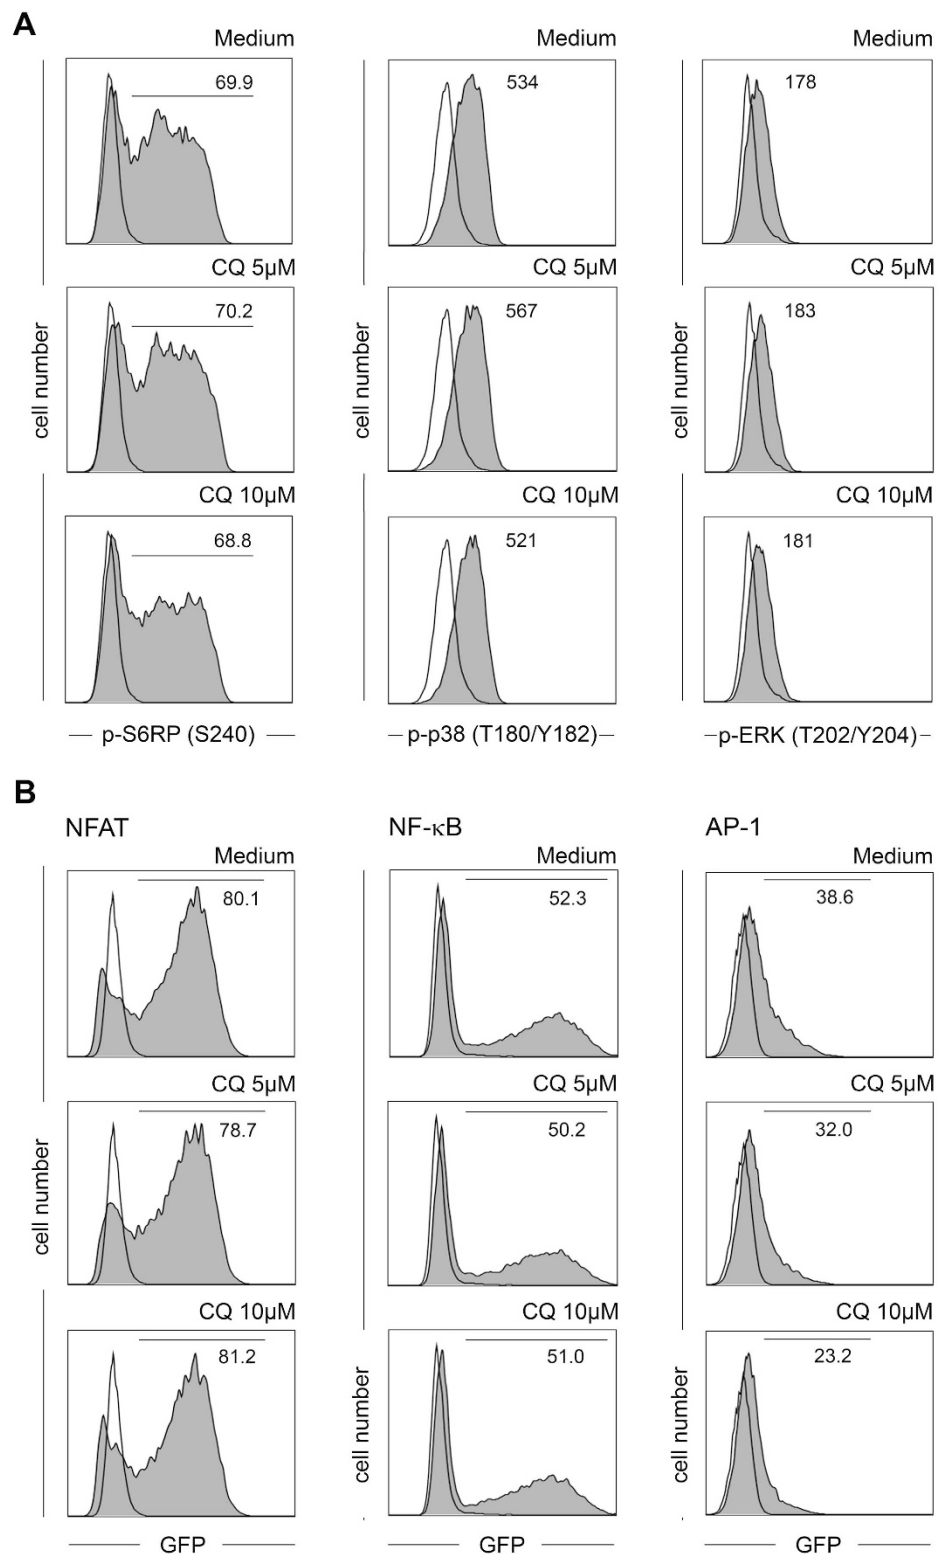 A
Medium
Medium
Medium
69.9
534
178
CQ 5µM
CQ 5µM
CQ 5µM
70.2
567
183
cell number
cell number
cell number
CQ 10µM
CQ 10µM
CQ 10µM
68.8
521
181
p-S6RP (S240)
p-p38 (T180/Y182)
p-ERK (T202/Y204)
B
NFAT
NF-κB
AP-1
Medium
Medium
Medium
80.1
52.3
38.6
CQ 5µM
CQ 5µM
CQ 5µM
78.7
50.2
32.0
cell number
CQ 10µM
CQ 10µM
CQ 10µM
81.2
51.0
23.2
cell number
cell number
GFP
GFP
GFP